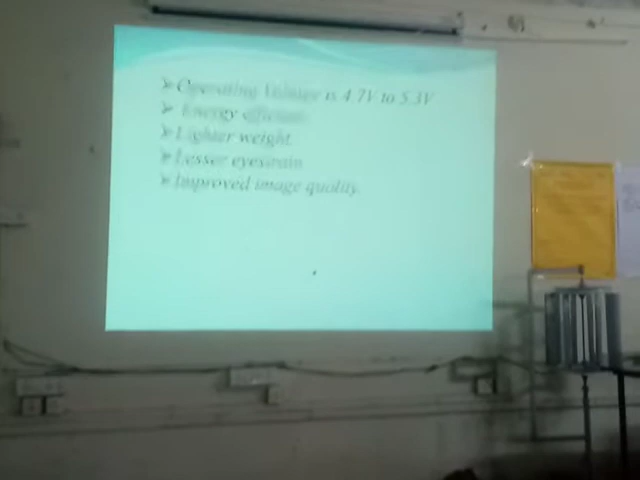 ➢Operating Voltage is 4.7V to 5.3V
➢ Energy efficient
➢Lighter weight
➢Lesser eyestrain
➢Improved image quality